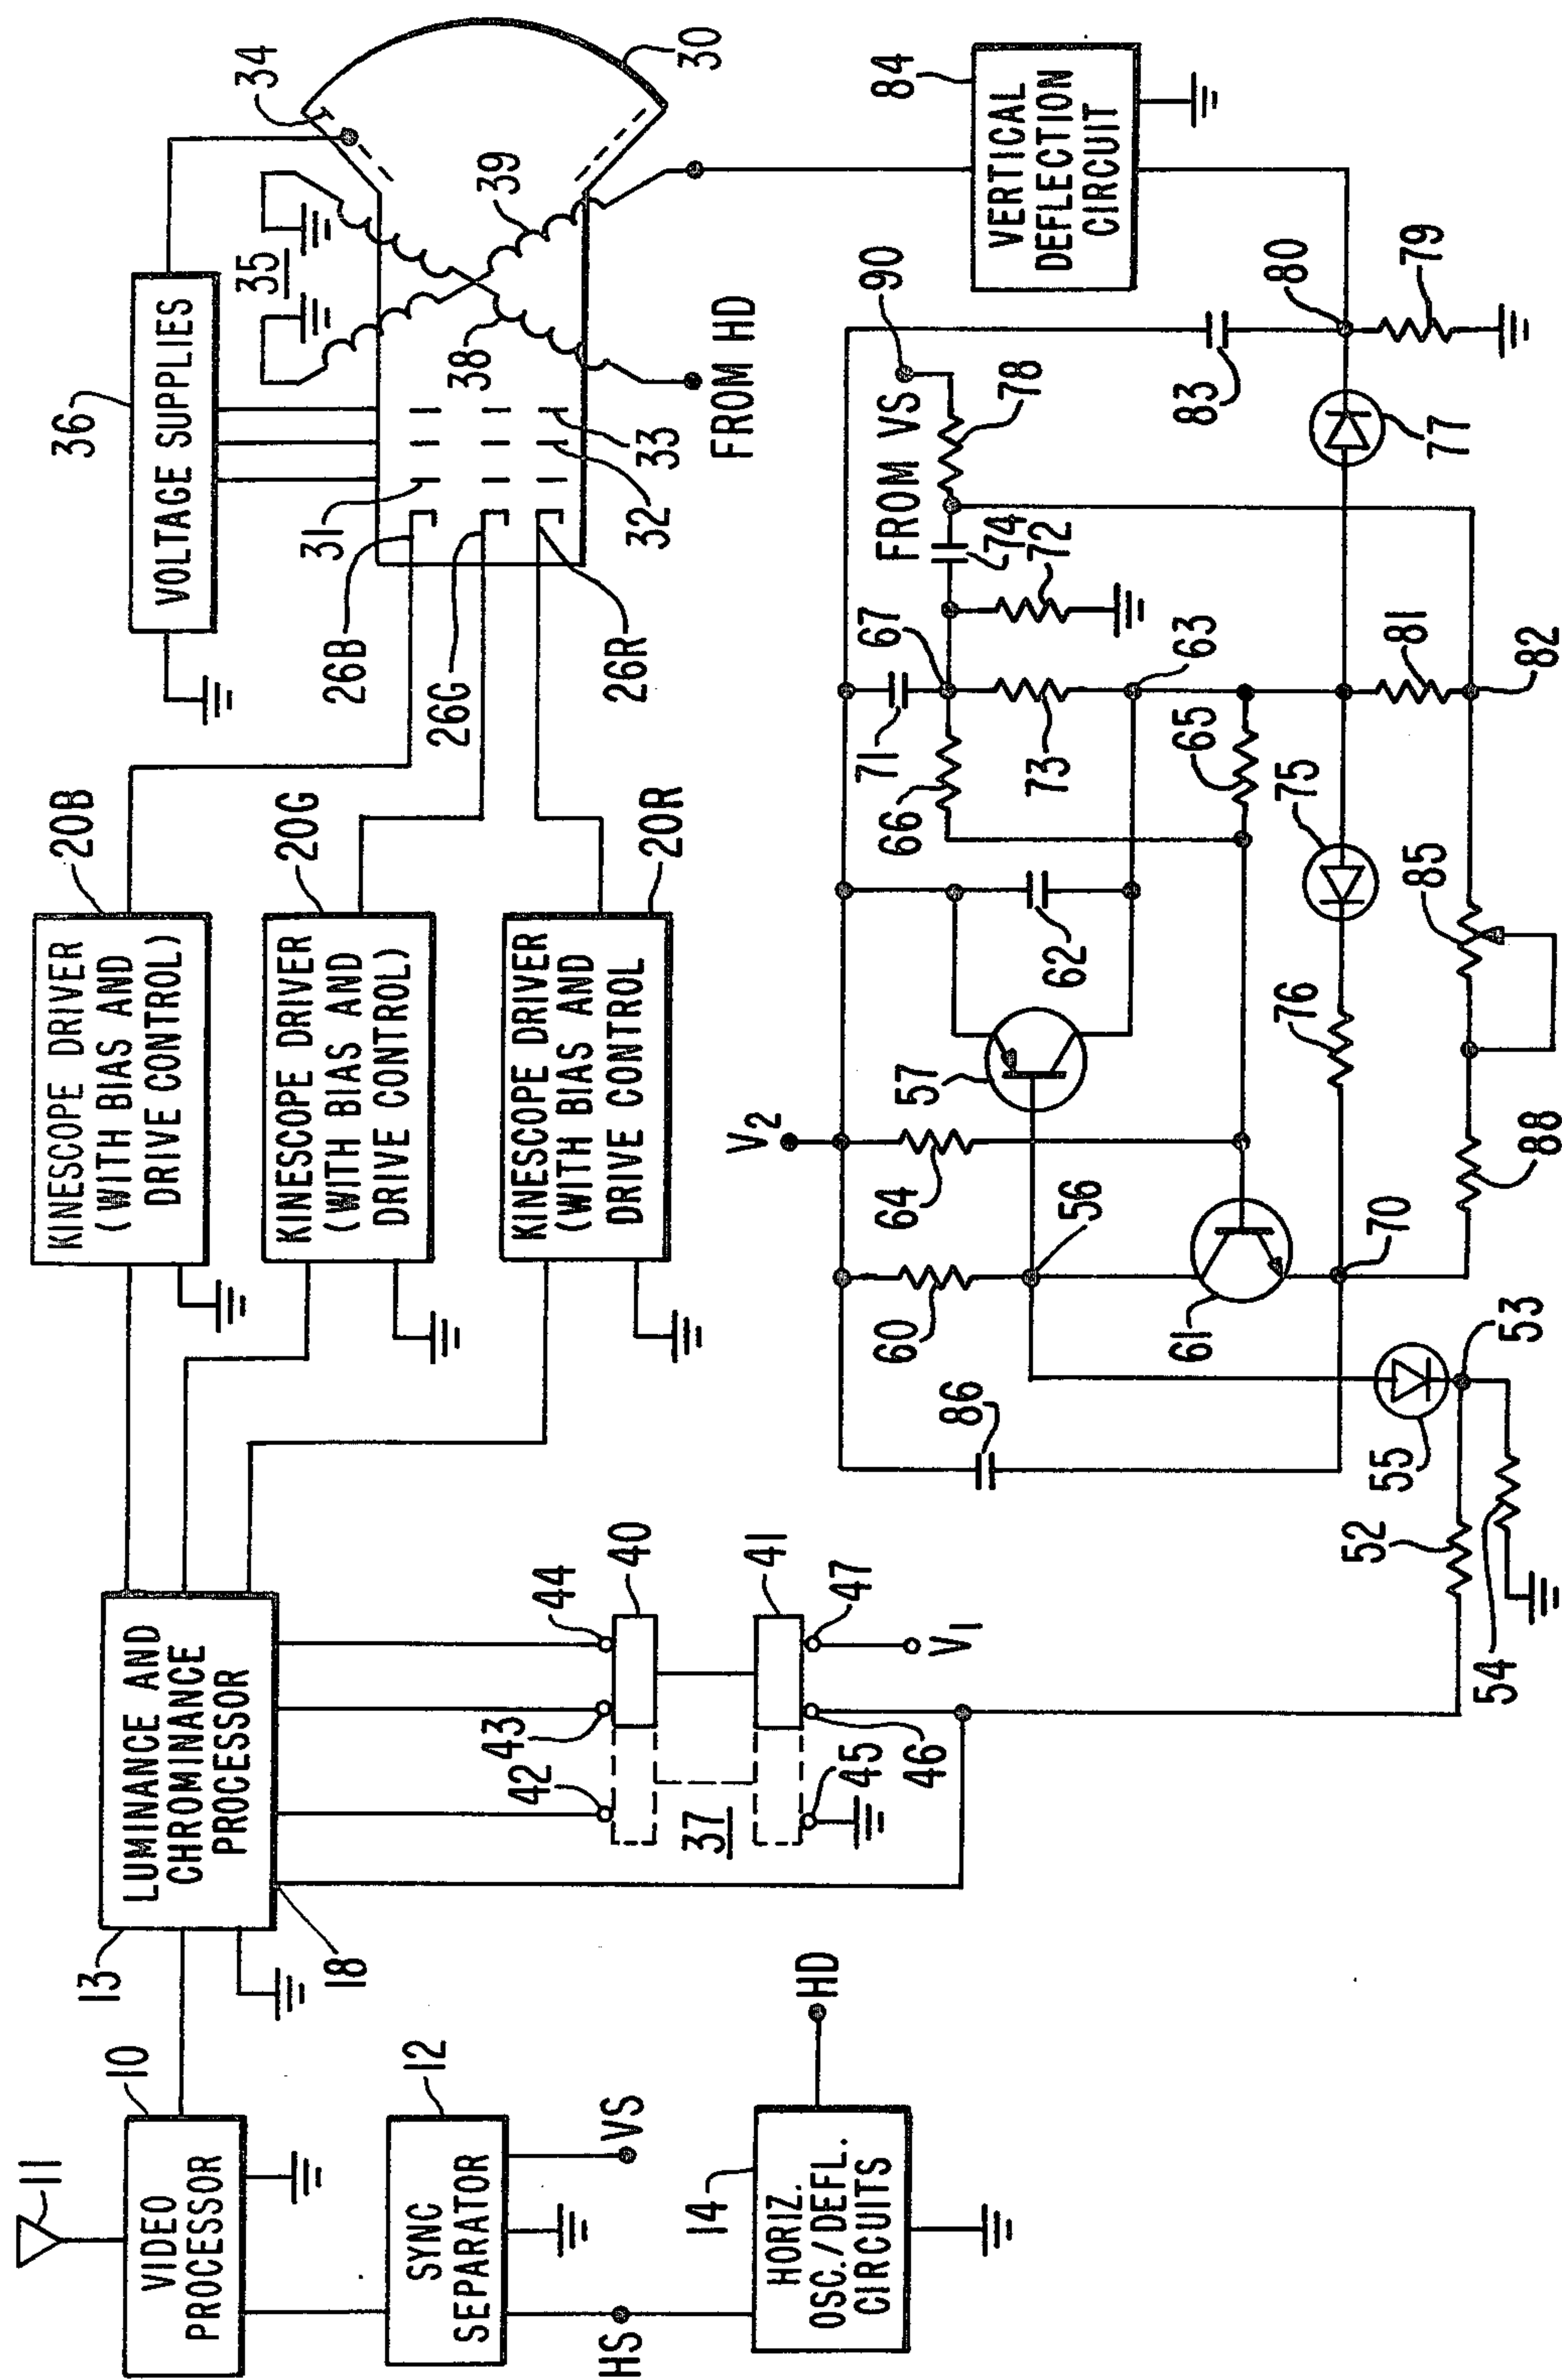 11
10
VIDEO
PROCESSOR
12
SYNC
SEPARATOR
VS
HS
14
HORIZ.
OSC./DEFL.
CIRCUITS
HD
13
LUMINANCE AND
CHROMINANCE
PROCESSOR
18
42
43
44
40
37
41
45
46
47
V1
20B
KINESCOPE DRIVER
(WITH BIAS AND
DRIVE CONTROL)
20G
KINESCOPE DRIVER
(WITH BIAS AND
DRIVE CONTROL)
20R
KINESCOPE DRIVER
(WITH BIAS AND
DRIVE CONTROL
36
VOLTAGE SUPPLIES
26B
26G
26R
31
32
33
35
38
39
34
30
FROM HD
52
54
53
55
86
60
56
61
70
V2
64
57
62
76
88
75
85
66
71
67
73
63
65
72
74
FROM VS
90
78
81
82
77
83
80
79
84
VERTICAL
DEFLECTION
CIRCUIT